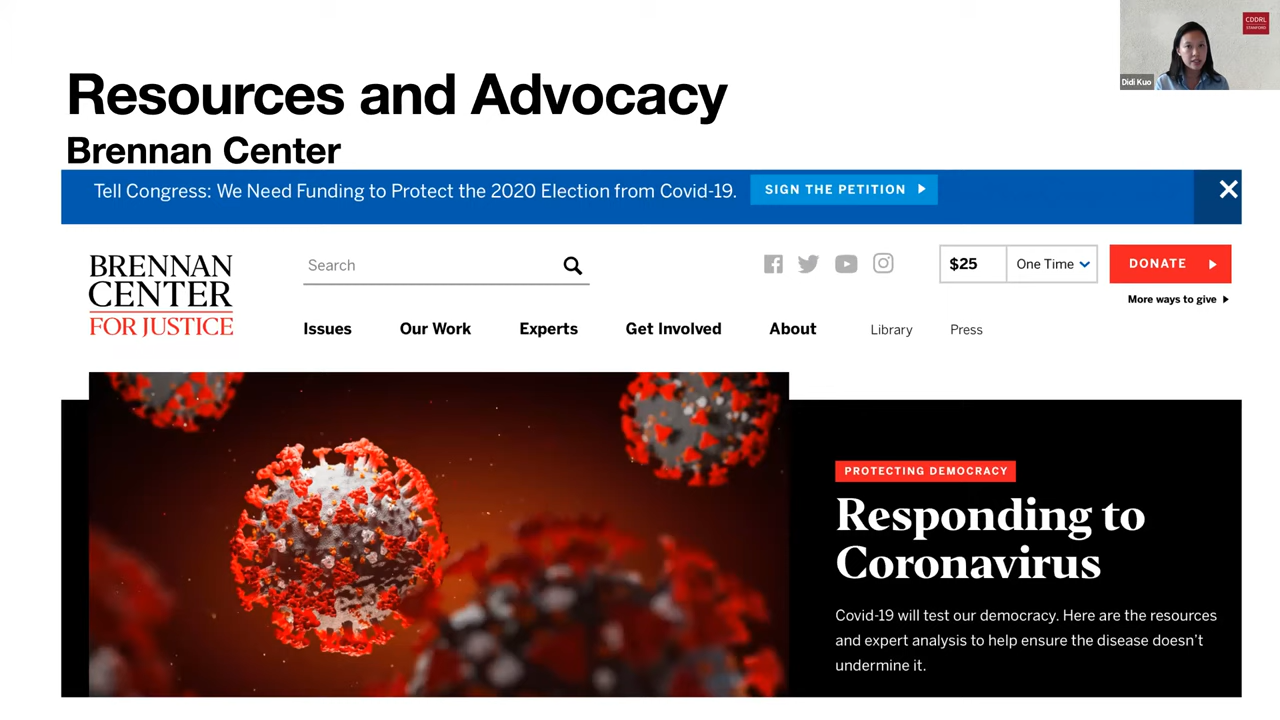 CDDRL
STANFORD
Didi Kuo
Resources and Advocacy
Brennan Center
Tell Congress: We Need Funding to Protect the 2020 Election from Covid-19.
SIGN THE PETITION
BRENNAN
CENTER
FOR JUSTICE
Search
$25
One Time
DONATE
More ways to give
Issues
Our Work
Experts
Get Involved
About
Library
Press
PROTECTING DEMOCRACY
Responding to
Coronavirus
Covid-19 will test our democracy. Here are the resources
and expert analysis to help ensure the disease doesn't
undermine it.